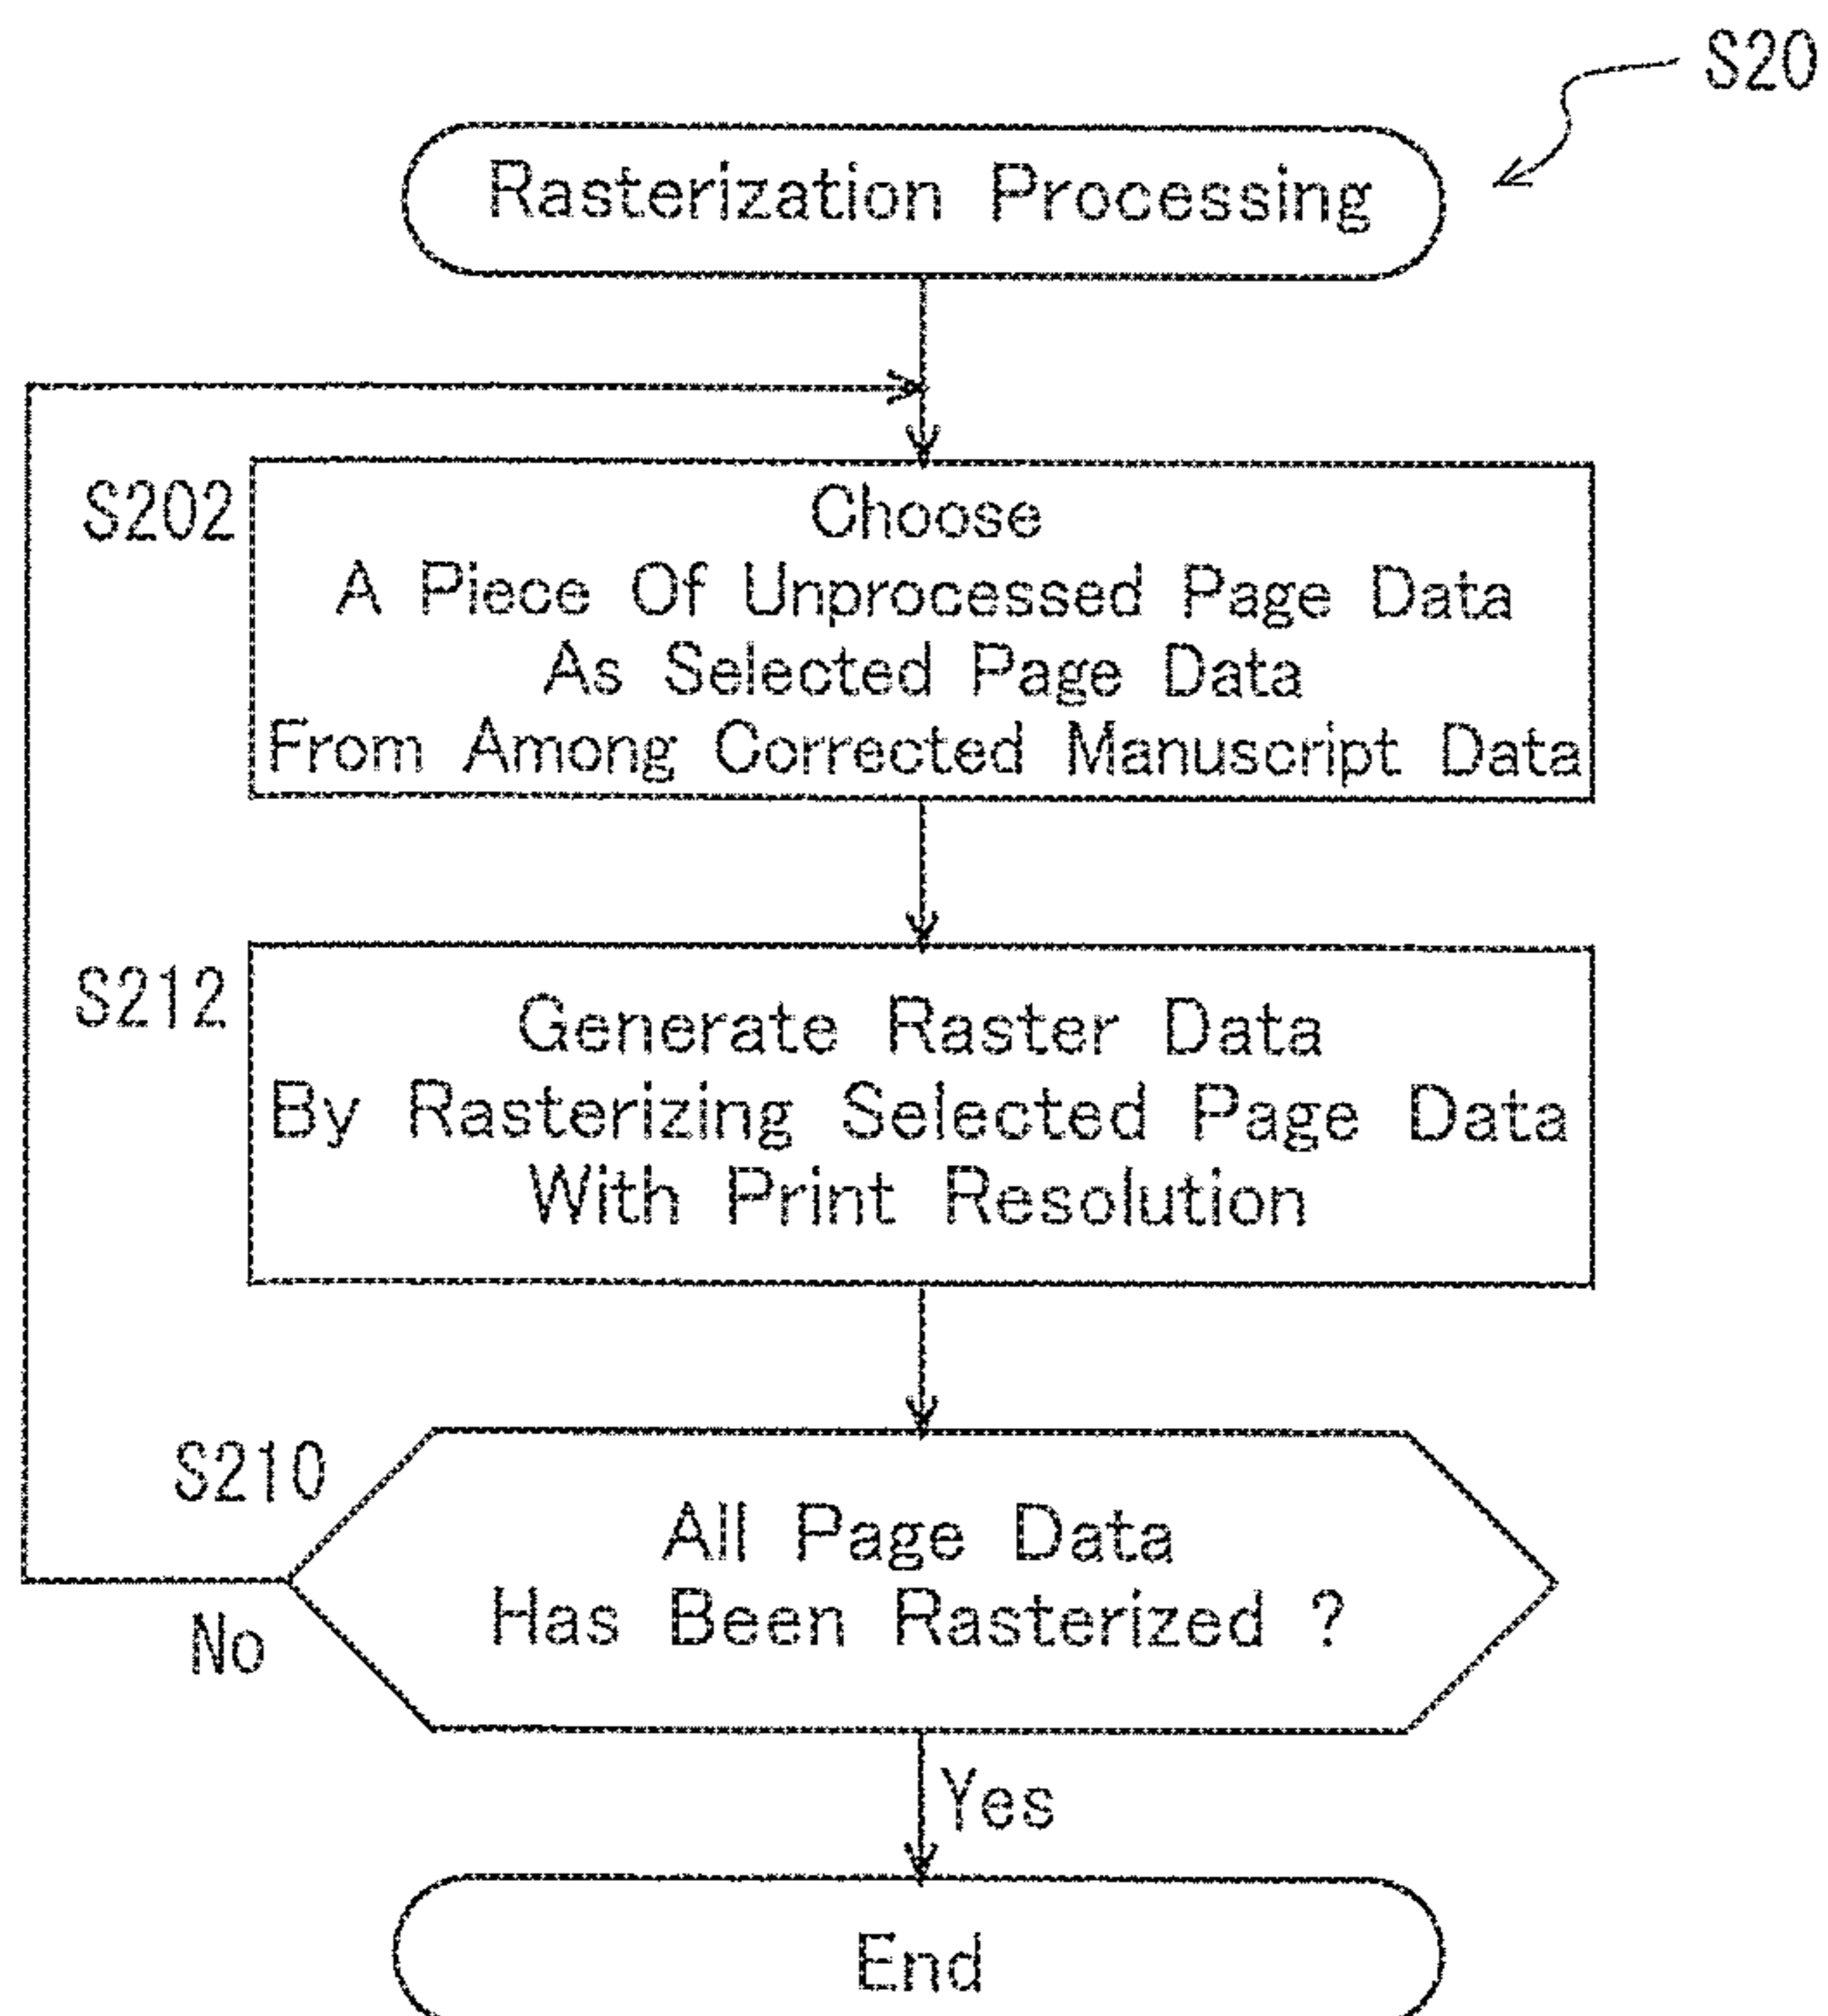 S20
Rasterization Processing
S202
Choose
A Piece Of Unprocessed Page Data
As Selected Page Data
From Among Corrected Manuscript Data
S212
Generate Raster Data
By Rasterizing Selected Page Data
With Print Resolution
S210
All Page Data
Has Been Rasterized ?
No
Yes
End